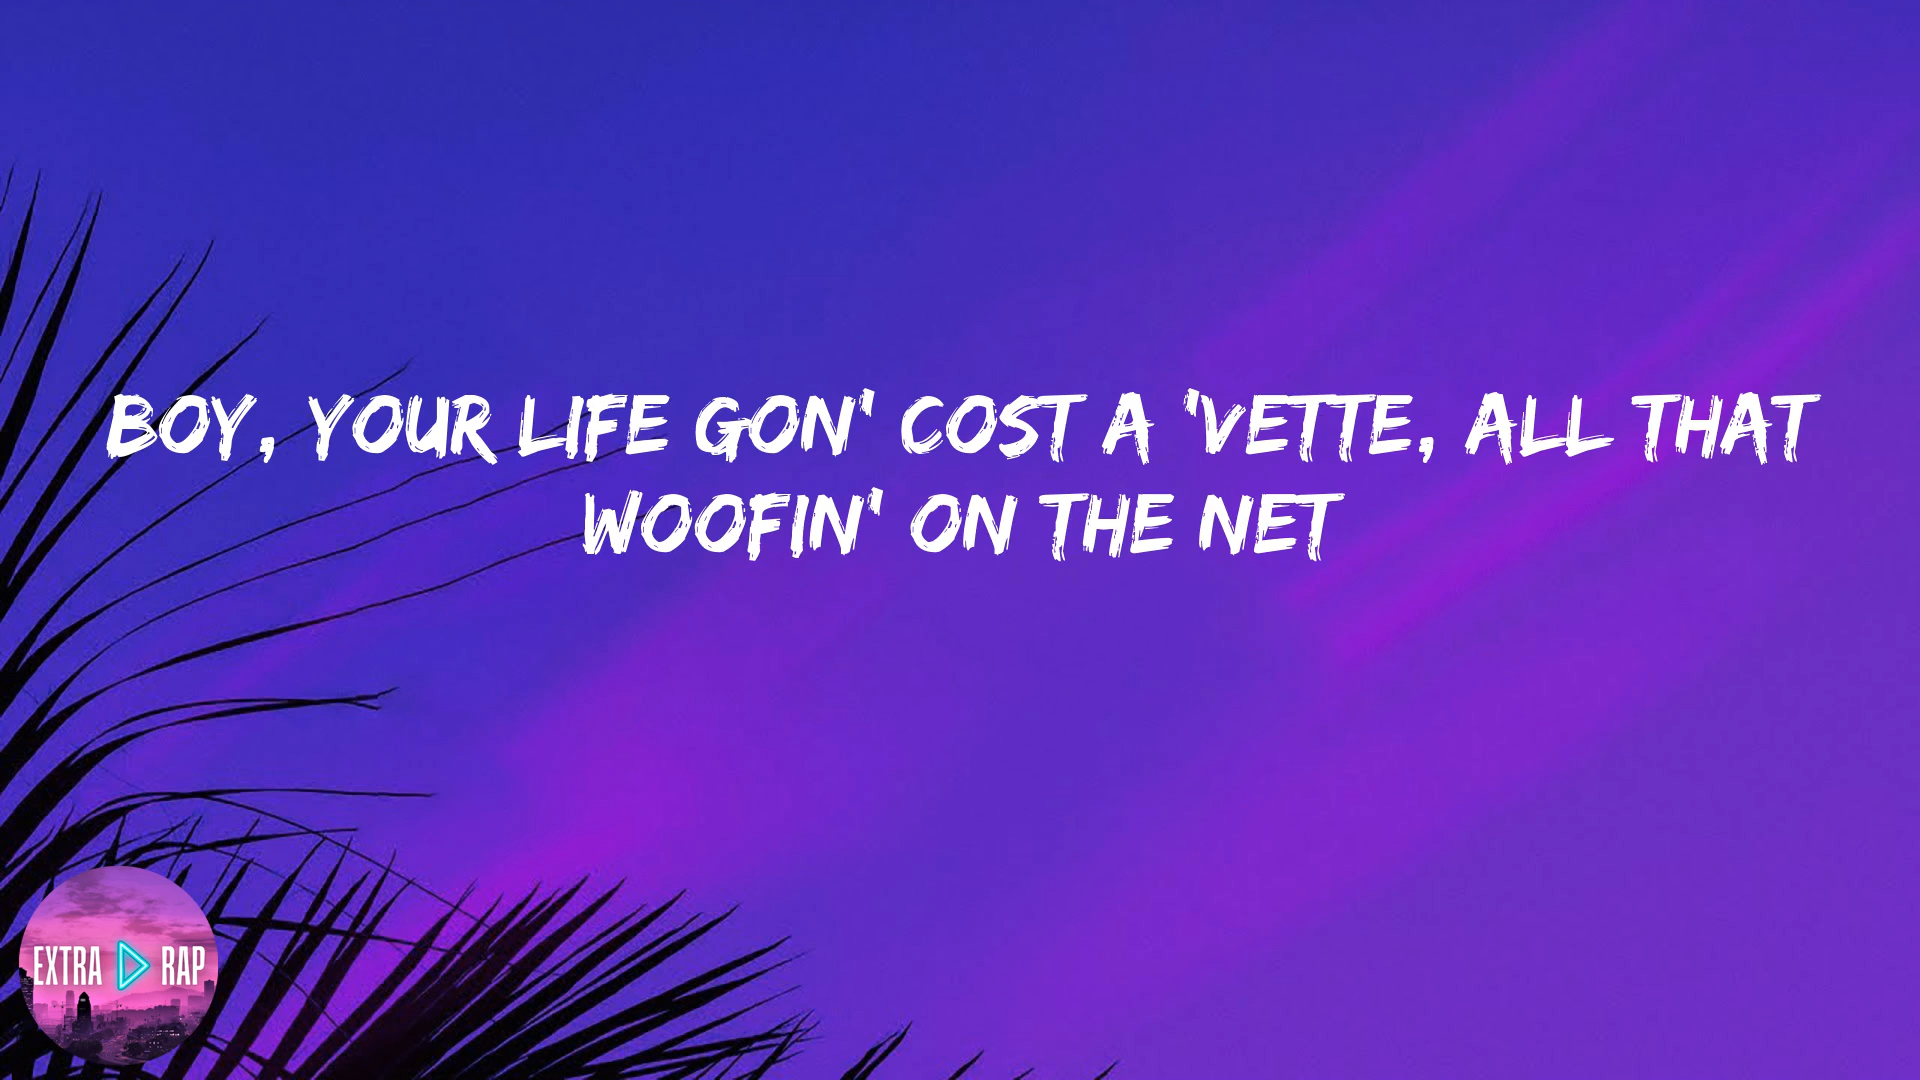 BOY, YOUR LIFE GON' COST A 'VETTE, ALL THAT
WOOFIN' ON THE NET
EXTRA RAP